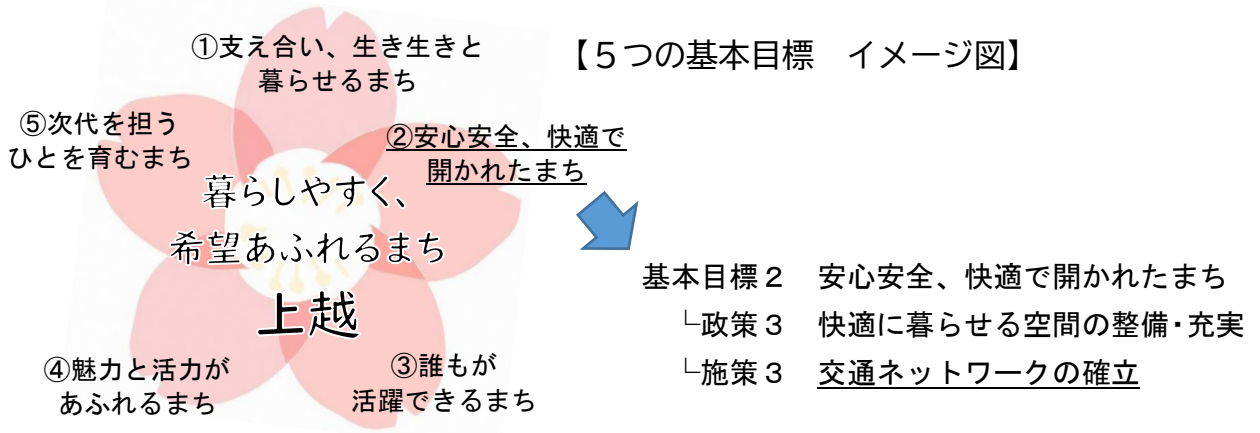 【５つの基本目標　イメージ図】
①支え合い、生き生きと
暮らせるまち
②安心安全、快適で
開かれたまち
⑤次代を担う
ひとを育むまち
暮らしやすく、
希望あふれるまち
上越
④魅力と活力が
あふれるまち
③誰もが
活躍できるまち
基本目標２　安心安全、快適で開かれたまち
└政策３　快適に暮らせる空間の整備・充実
└施策３　交通ネットワークの確立